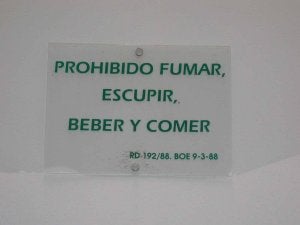 PROHIBIDO FUMAR,
ESCUPIR,
BEBER Y COMER
RD-192/88. BOE 9-3-88